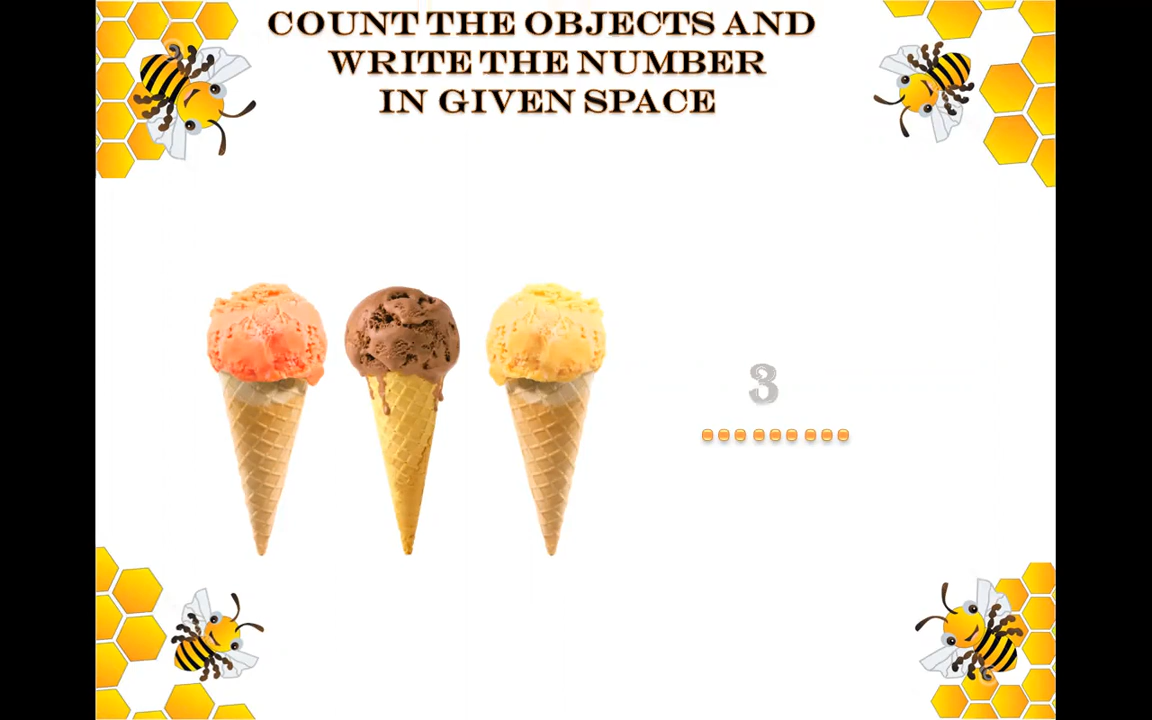 COUNT THE OBJECTS AND
WRITE THE NUMBER
IN GIVEN SPACE
3